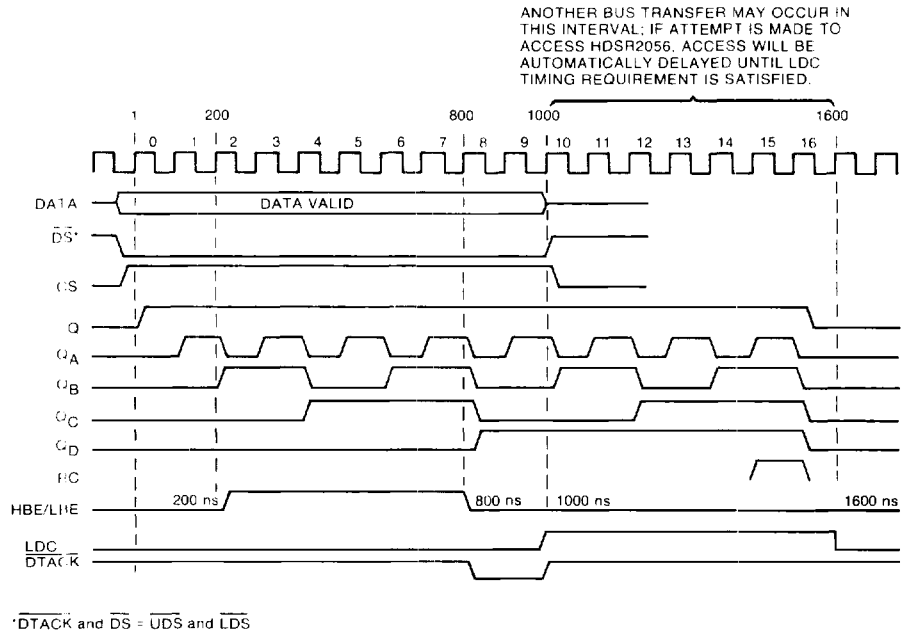 ANOTHER BUS TRANSFER MAY OCCUR IN
THIS INTERVAL; IF ATTEMPT IS MADE TO
ACCESS HDSR2056, ACCESS WILL BE
AUTOMATICALLY DELAYED UNTIL LDC
TIMING REQUIREMENT IS SATISFIED.
1 200 800 1000 1600
0 1 2 3 4 5 6 7 8 9 10 11 12 13 14 15 16
DATA DATA VALID
DS*
CS
Q
QA
QB
QC
QD
RC
HBE/LBE 200 ns 800 ns 1000 ns 1600 ns
LDC
DTACK
*DTACK and DS = UDS and LDS